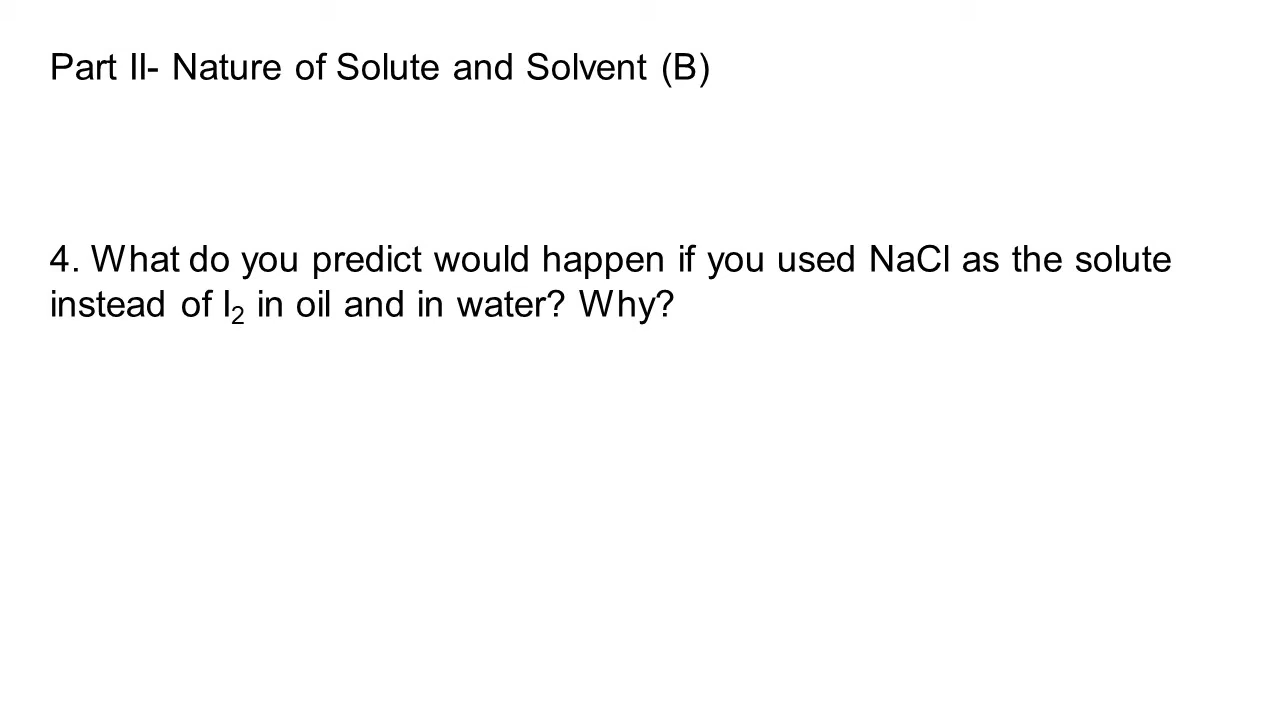 Part II- Nature of Solute and Solvent (B)
4. What do you predict would happen if you used NaCl as the solute
instead of I₂ in oil and in water? Why?